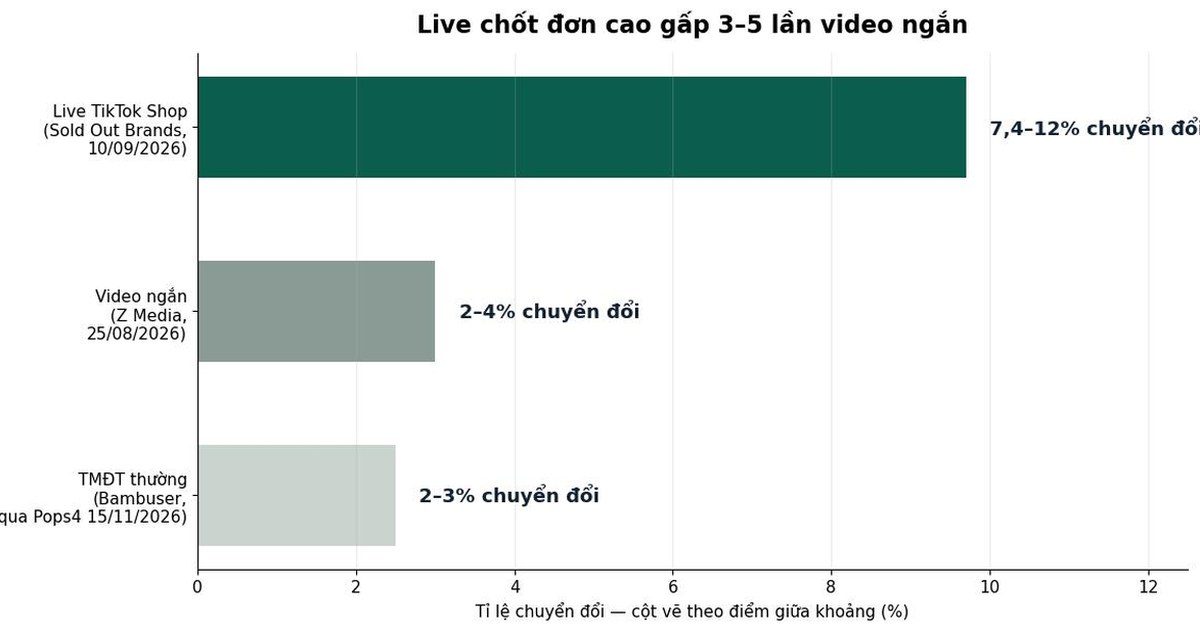 Live chốt đơn cao gấp 3–5 lần video ngắn
Live TikTok Shop
(Sold Out Brands,
10/09/2026)
7,4–12% chuyển đổi
Video ngắn
(Z Media,
25/08/2026)
2–4% chuyển đổi
TMĐT thường
(Bambuser,
qua Pops4 15/11/2026)
2–3% chuyển đổi
0 2 4 6 8 10 12
Tỉ lệ chuyển đổi — cột vẽ theo điểm giữa khoảng (%)